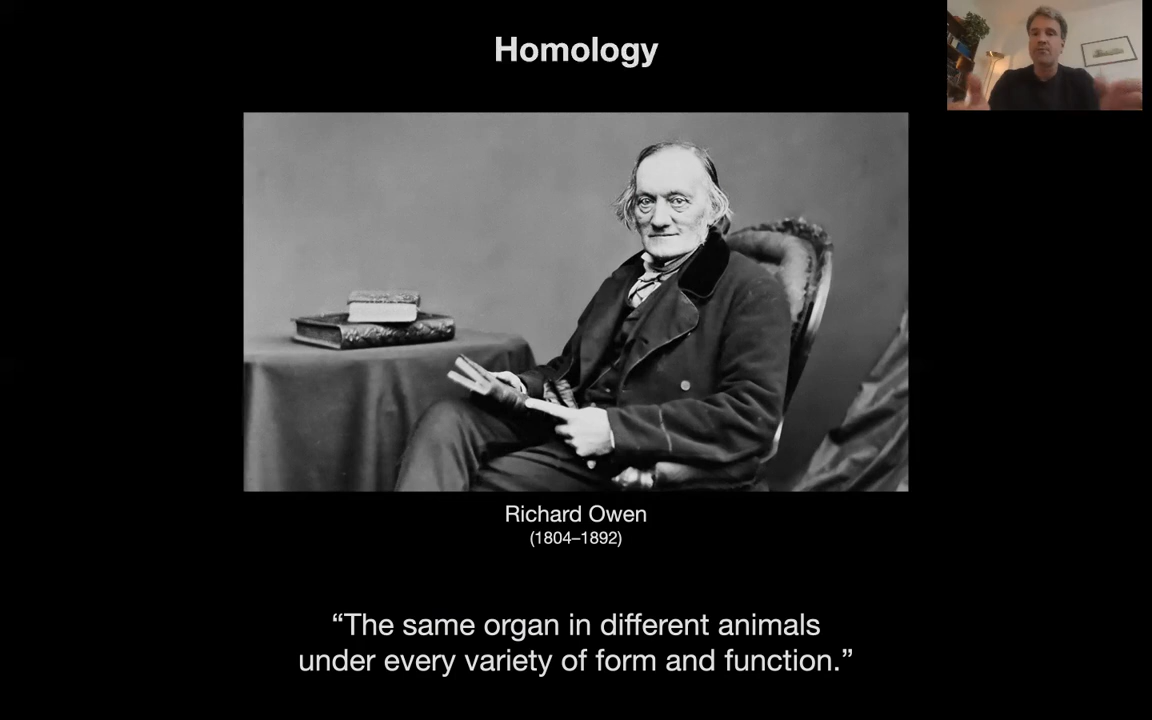 Homology
Richard Owen
(1804–1892)
“The same organ in different animals
under every variety of form and function.”